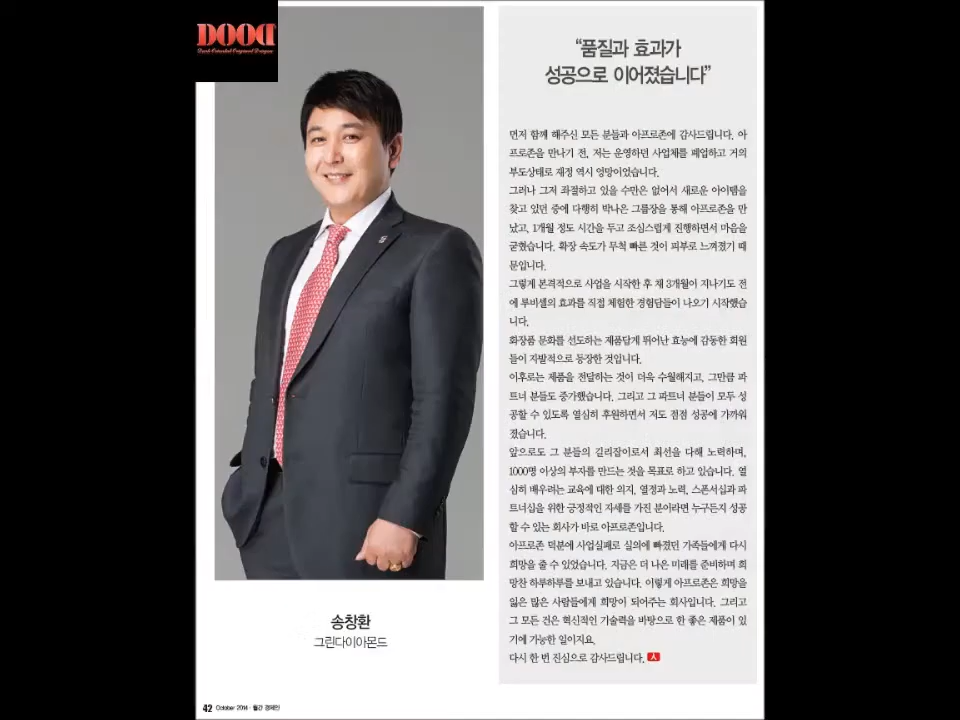 DOOD
“품질과 효과가
성공으로 이어졌습니다”
먼저 함께 해주신 모든 분들과 아프로존에 감사드립니다. 아
프로존을 만나기 전, 저는 운영하던 사업체를 폐업하고 거의
부도상태로 재정 역시 엉망이었습니다.
그러나 그저 좌절하고 있을 수만은 없어서 새로운 아이템을
찾고 있던 중에 다행히 박나은 그룹장을 통해 아프로존을 만
났고, 1개월 정도 시간을 두고 조심스럽게 진행하면서 마음을
굳혔습니다. 확장 속도가 무척 빠른 것이 피부로 느껴졌기 때
문입니다.
그렇게 본격적으로 사업을 시작한 후 채 3개월이 지나기도 전
에 루비셀의 효과를 직접 체험한 경험담들이 나오기 시작했습
니다.
화장품 문화를 선도하는 제품답게 뛰어난 효능에 감동한 회원
들이 자발적으로 등장한 것입니다.
이후로는 제품을 전달하는 것이 더욱 수월해지고, 그만큼 파
트너 분들도 증가했습니다. 그리고 그 파트너 분들이 모두 성
공할 수 있도록 열심히 후원하면서 저도 점점 성공에 가까워
졌습니다.
앞으로도 그 분들의 길리잡이로서 최선을 다해 노력하며,
1000명 이상의 부자를 만드는 것을 목표로 하고 있습니다. 열
심히 배우려는 교육에 대한 의지, 열정과 노력, 스폰서십과 파
트너십을 위한 긍정적인 자세를 가진 분이라면 누구든지 성공
할 수 있는 회사가 바로 아프로존입니다.
아프로존 덕분에 사업실패로 실의에 빠졌던 가족들에게 다시
희망을 줄 수 있었습니다. 지금은 더 나은 미래를 준비하며 희
망찬 하루하루를 보내고 있습니다. 이렇게 아프로존은 희망을
잃은 많은 사람들에게 희망이 되어주는 회사입니다. 그리고
그 모든 건은 혁신적인 기술력을 바탕으로 한 좋은 제품이 있
기에 가능한 일이지요.
다시 한 번 진심으로 감사드립니다.
송창환
그린다이아몬드
42 October 2014 · 월간 경제인